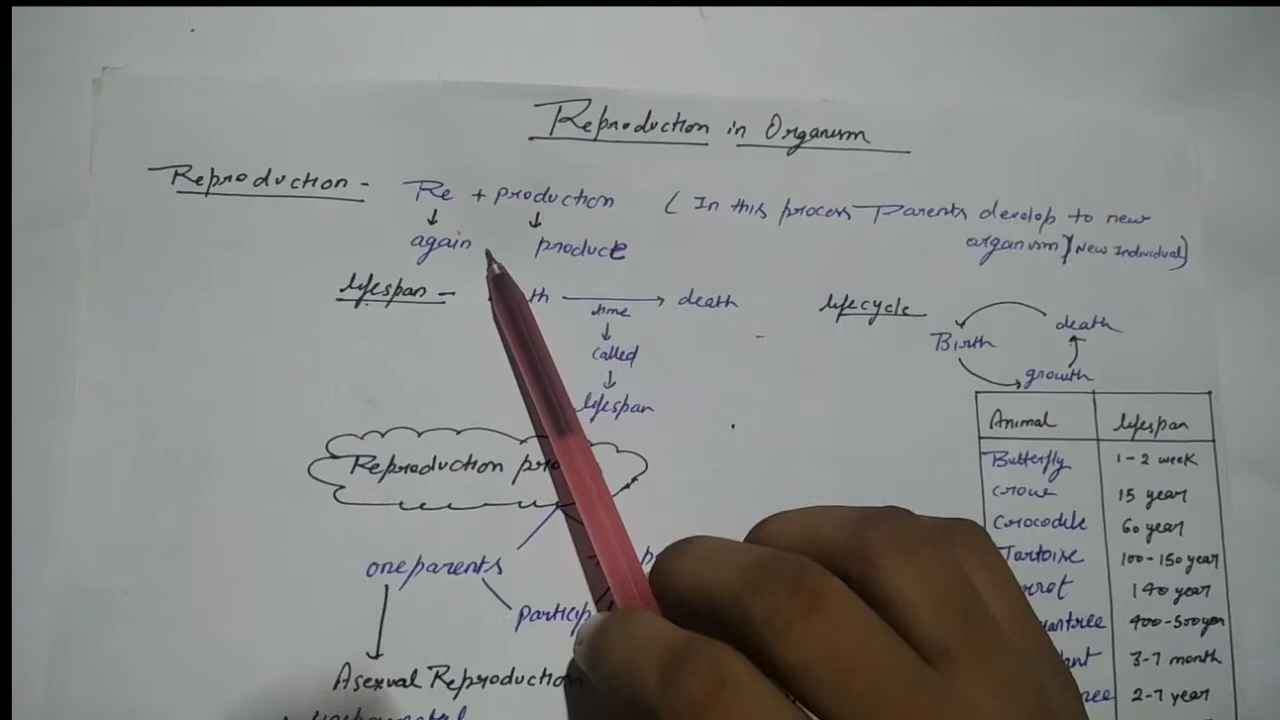 Reproduction in Organism
Reproduction - Re + production ( In this process Parents develop to new
organism) (New Individual)
again produce
lifespan - th → death
time
called
lifespan
lifecycle
Birth
death
growth
Reproduction
one parents
particip
Asexual Reproduction
Animal lifespan
Butterfly 1-2 week
crow 15 year
Corocodile 60 year
Tartoise 100-150 year
rrot 140 year
400-500 year
3-7 month
2-7 year